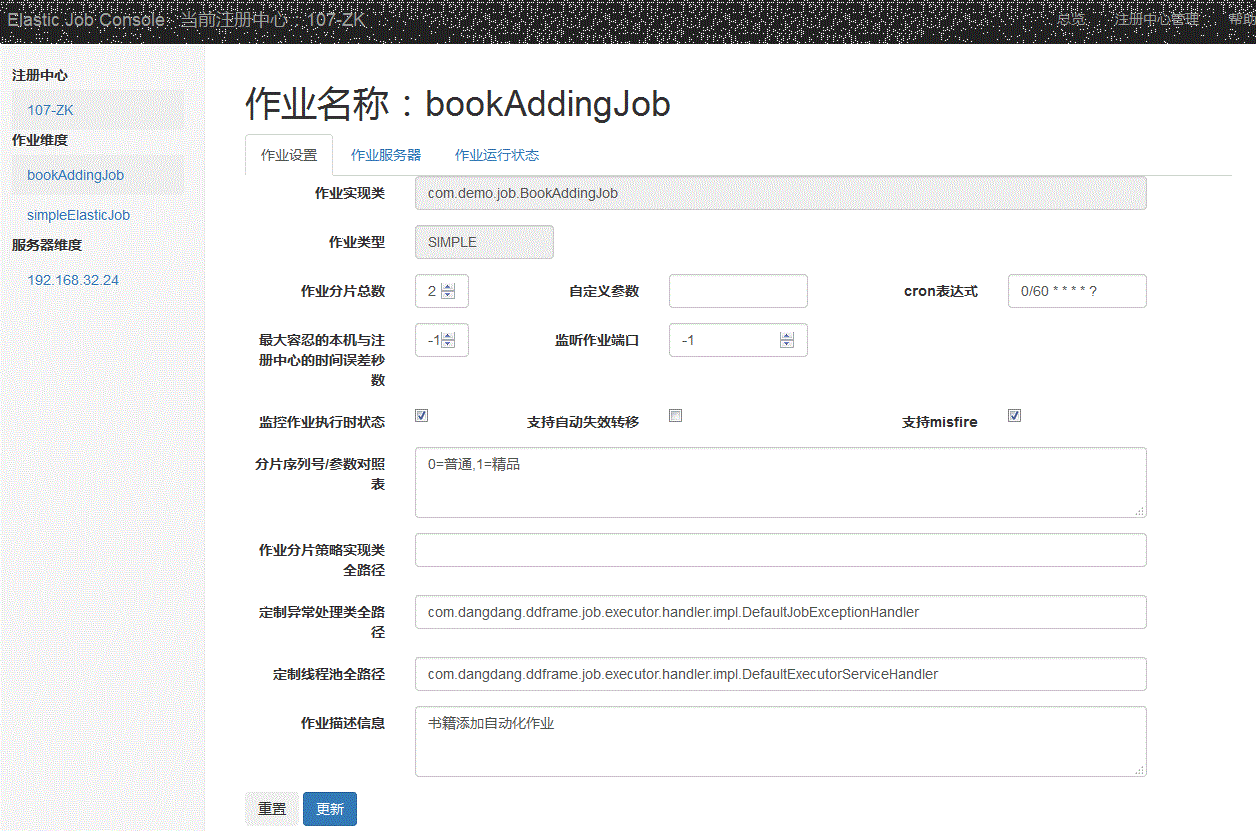 Elastic Job Console 当前注册中心：107-ZK
总览
注册中心管理
帮助
注册中心
107-ZK
作业维度
bookAddingJob
simpleElasticJob
服务器维度
192.168.32.24
作业名称：bookAddingJob
作业设置
作业服务器
作业运行状态
作业实现类
com.demo.job.BookAddingJob
作业类型
SIMPLE
作业分片总数
2
自定义参数
cron表达式
0/60 * * * * ?
最大容忍的本机与注
册中心的时间误差秒
数
-1
监听作业端口
-1
监控作业执行时状态
支持自动失效转移
支持misfire
分片序列号/参数对照
表
0=普通,1=精品
作业分片策略实现类
全路径
定制异常处理类全路
径
com.dangdang.ddframe.job.executor.handler.impl.DefaultJobExceptionHandler
定制线程池全路径
com.dangdang.ddframe.job.executor.handler.impl.DefaultExecutorServiceHandler
作业描述信息
书籍添加自动化作业
重置
更新